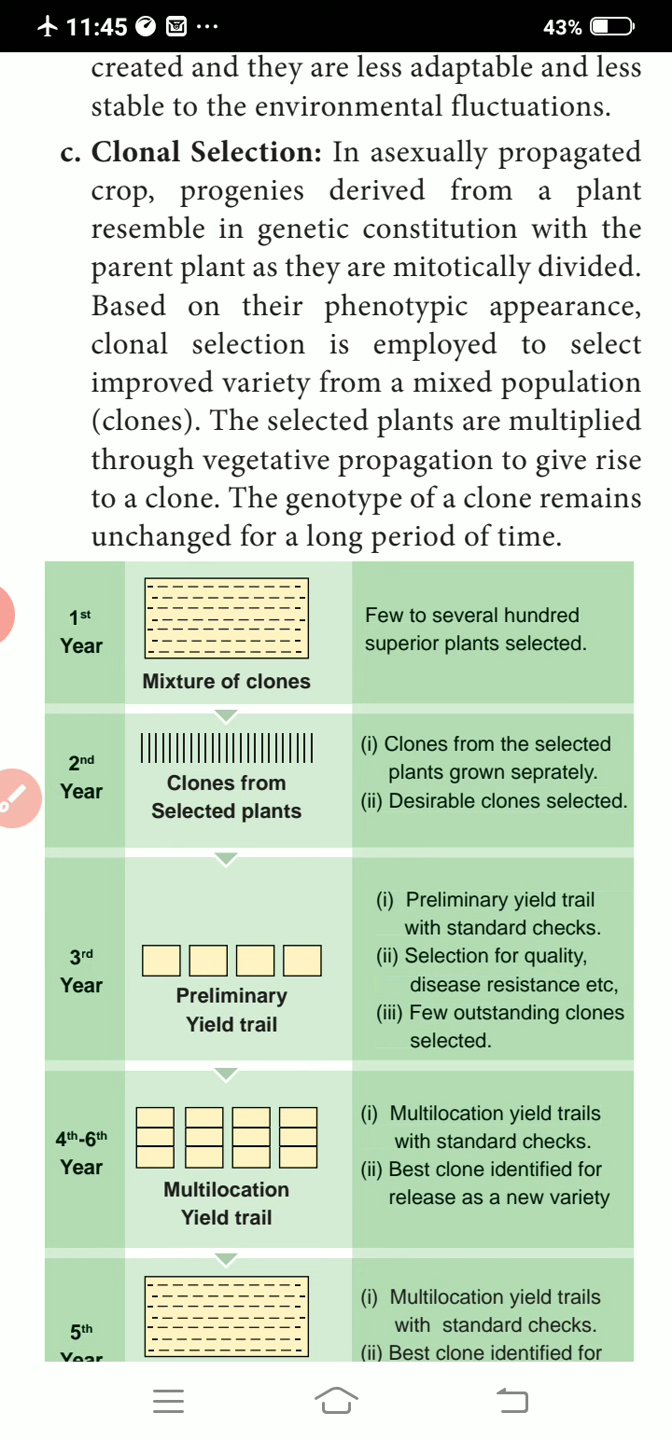 11:45 ...
43%
created and they are less adaptable and less
stable to the environmental fluctuations.
c. Clonal Selection: In asexually propagated
crop, progenies derived from a plant
resemble in genetic constitution with the
parent plant as they are mitotically divided.
Based on their phenotypic appearance,
clonal selection is employed to select
improved variety from a mixed population
(clones). The selected plants are multiplied
through vegetative propagation to give rise
to a clone. The genotype of a clone remains
unchanged for a long period of time.
1st
Year
Mixture of clones
Few to several hundred
superior plants selected.
2nd
Year
Clones from
Selected plants
(i) Clones from the selected
plants grown seprately.
(ii) Desirable clones selected.
3rd
Year
Preliminary
Yield trail
(i) Preliminary yield trail
with standard checks.
(ii) Selection for quality,
disease resistance etc,
(iii) Few outstanding clones
selected.
4th-6th
Year
Multilocation
Yield trail
(i) Multilocation yield trails
with standard checks.
(ii) Best clone identified for
release as a new variety
5th
Year
(i) Multilocation yield trails
with standard checks.
(ii) Best clone identified for